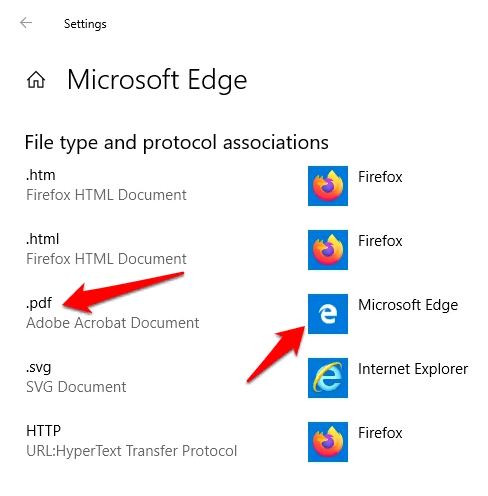 Settings
Microsoft Edge
File type and protocol associations
.htm
Firefox HTML Document
Firefox
.html
Firefox HTML Document
Firefox
.pdf
Adobe Acrobat Document
Microsoft Edge
.svg
SVG Document
Internet Explorer
HTTP
URL:HyperText Transfer Protocol
Firefox